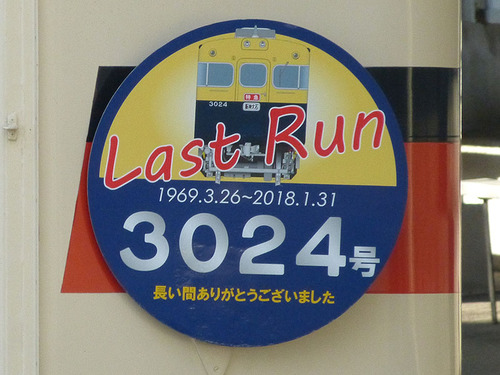 3024
特急
Last Run
1969.3.26~2018.1.31
3024号
長い間ありがとうございました